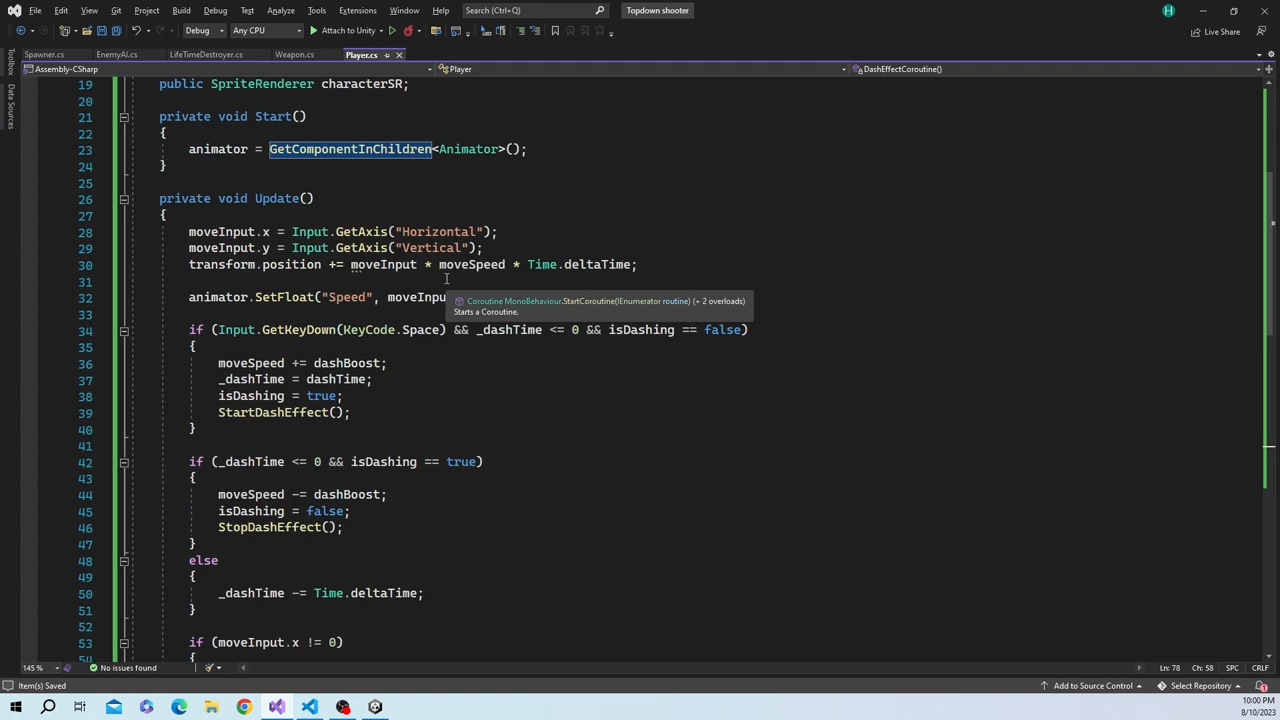 File Edit View Git Project Build Debug Test Analyze Tools Extensions Window Help Search (Ctrl+Q) Topdown shooter H
Debug Any CPU Attach to Unity Live Share
Spawner.cs EnemyAI.cs LifeTimeDestroyer.cs Weapon.cs Player.cs
Assembly-CSharp Player DashEffectCoroutine()
Toolbox
Data Sources
19 public SpriteRenderer characterSR;
20
21 private void Start()
22 {
23 animator = GetComponentInChildren<Animator>();
24 }
25
26 private void Update()
27 {
28 moveInput.x = Input.GetAxis("Horizontal");
29 moveInput.y = Input.GetAxis("Vertical");
30 transform.position += moveInput * moveSpeed * Time.deltaTime;
31
32 animator.SetFloat("Speed", moveInpu
Coroutine MonoBehaviour.StartCoroutine(IEnumerator routine) (+ 2 overloads)
Starts a Coroutine.
33
34 if (Input.GetKeyDown(KeyCode.Space) && _dashTime <= 0 && isDashing == false)
35 {
36 moveSpeed += dashBoost;
37 _dashTime = dashTime;
38 isDashing = true;
39 StartDashEffect();
40 }
41
42 if (_dashTime <= 0 && isDashing == true)
43 {
44 moveSpeed -= dashBoost;
45 isDashing = false;
46 StopDashEffect();
47 }
48 else
49 {
50 _dashTime -= Time.deltaTime;
51 }
52
53 if (moveInput.x != 0)
54 {
145 % No issues found Ln: 78 Ch: 58 SPC CRLF
Item(s) Saved Add to Source Control Select Repository
10:00 PM
8/10/2023